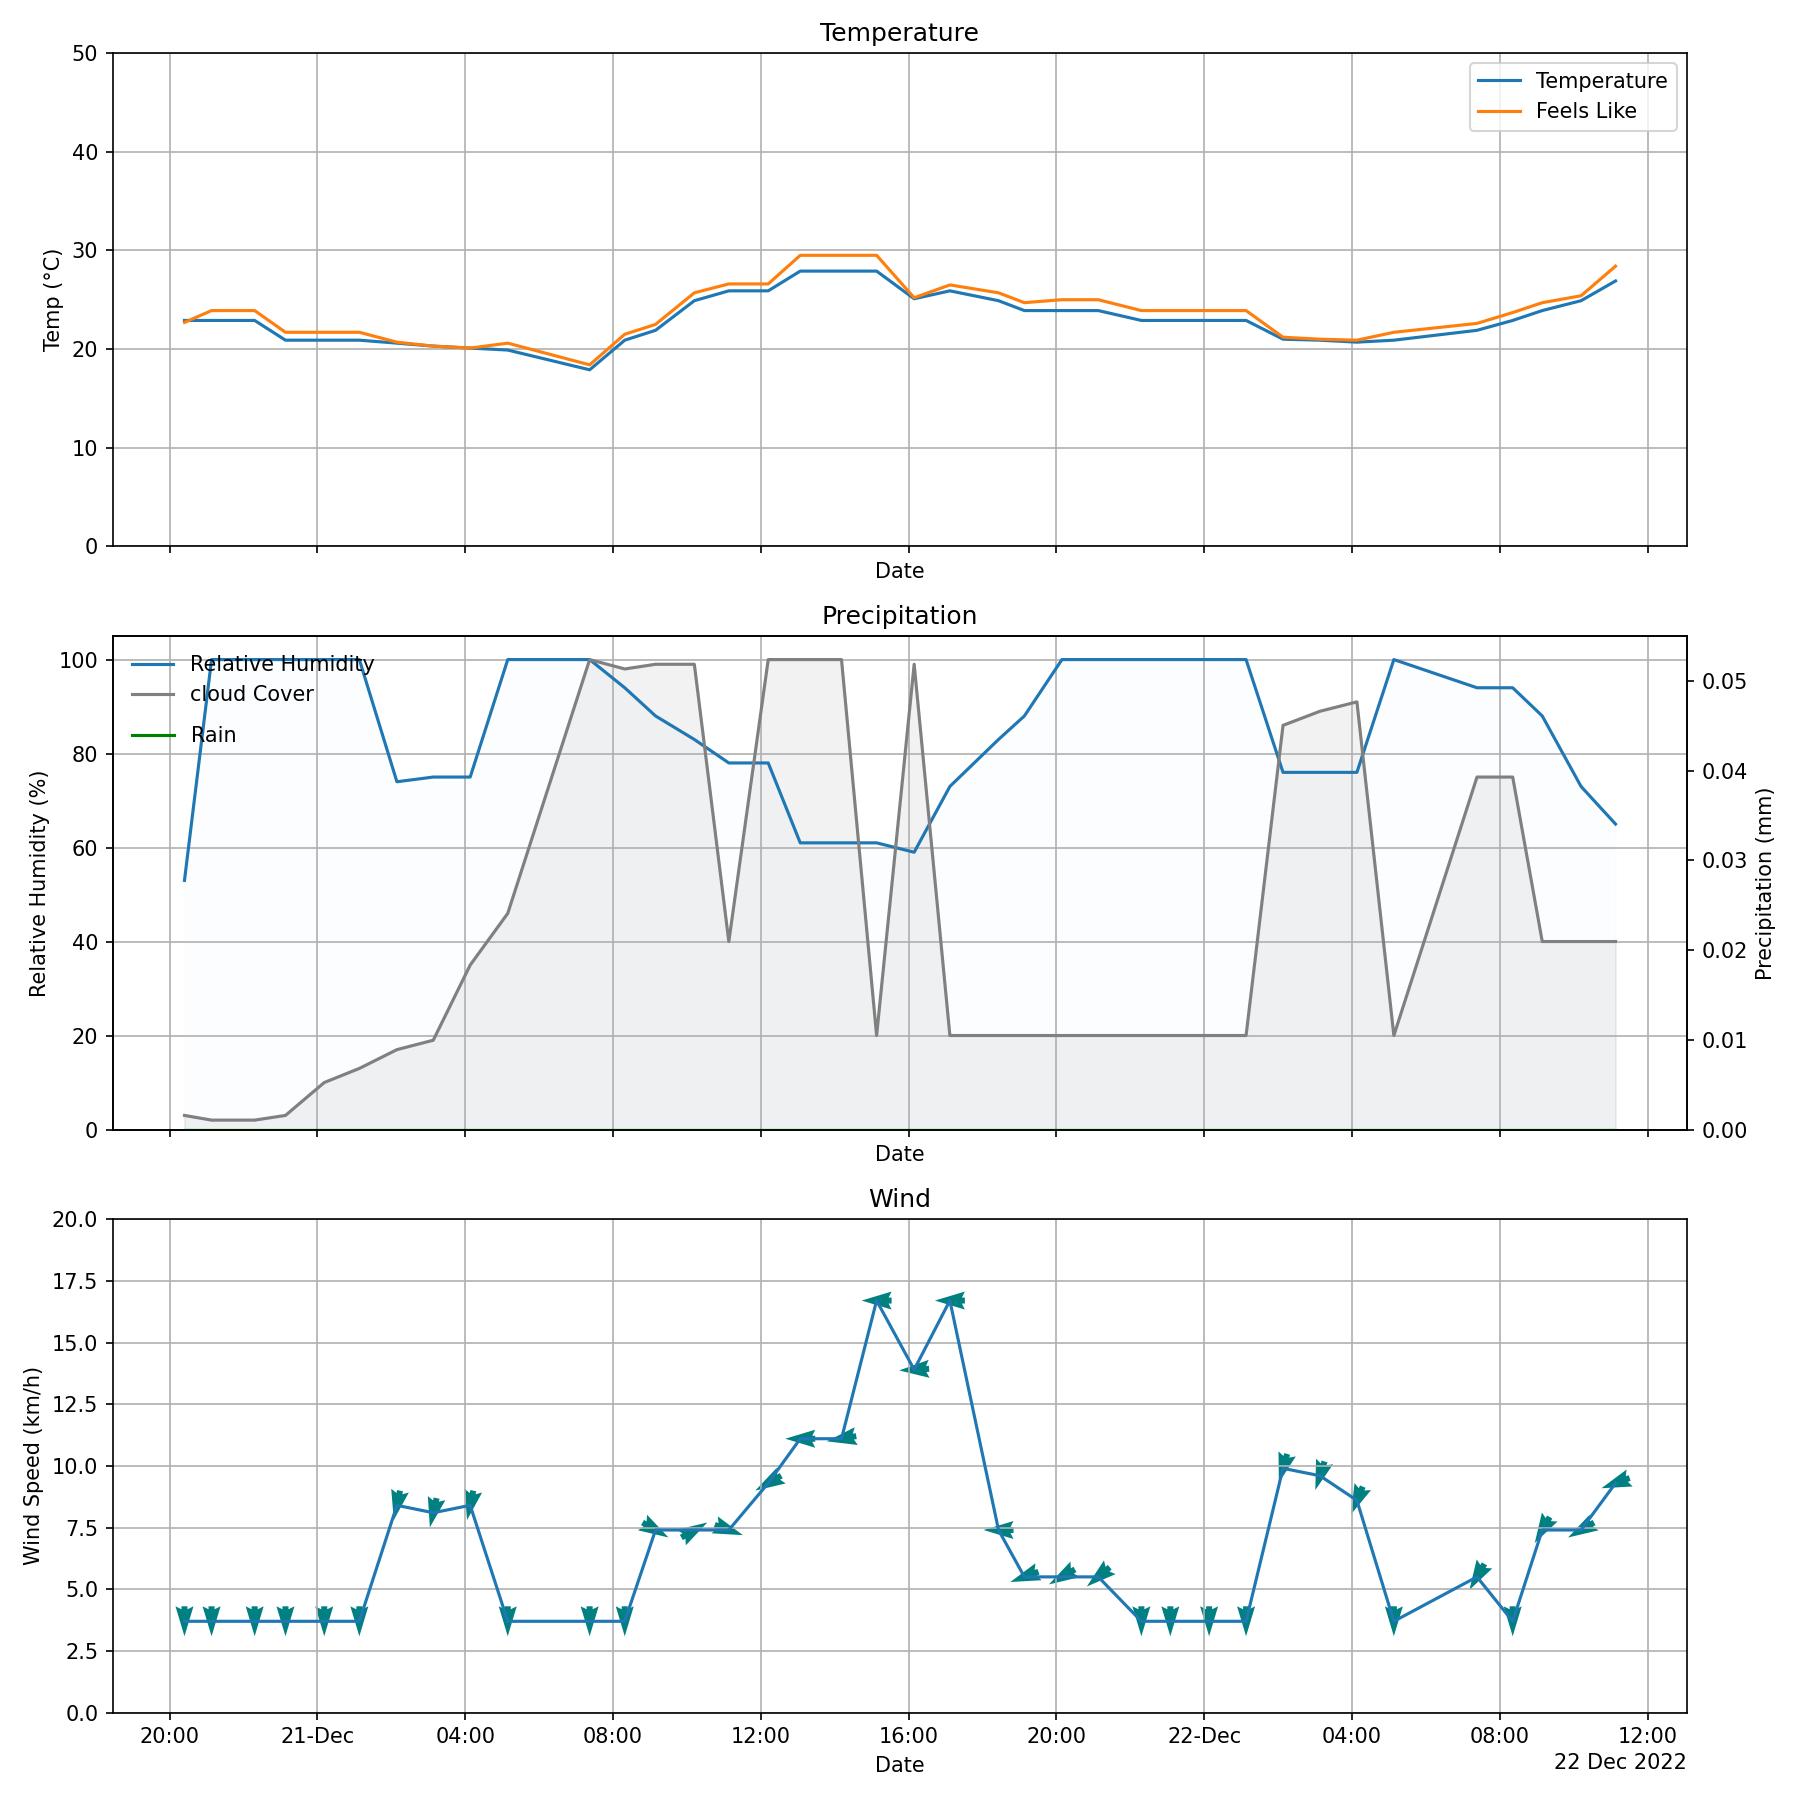 Temperature
50
40
30
20
10
0
Temp (°C)
Temperature
Feels Like
Date
Precipitation
100
80
60
40
20
0
Relative Humidity (%)
Relative Humidity
cloud Cover
Rain
0.05
0.04
0.03
0.02
0.01
0.00
Precipitation (mm)
Date
Wind
20.0
17.5
15.0
12.5
10.0
7.5
5.0
2.5
0.0
Wind Speed (km/h)
20:00 21-Dec 04:00 08:00 12:00 16:00 20:00 22-Dec 04:00 08:00 12:00
Date
22 Dec 2022